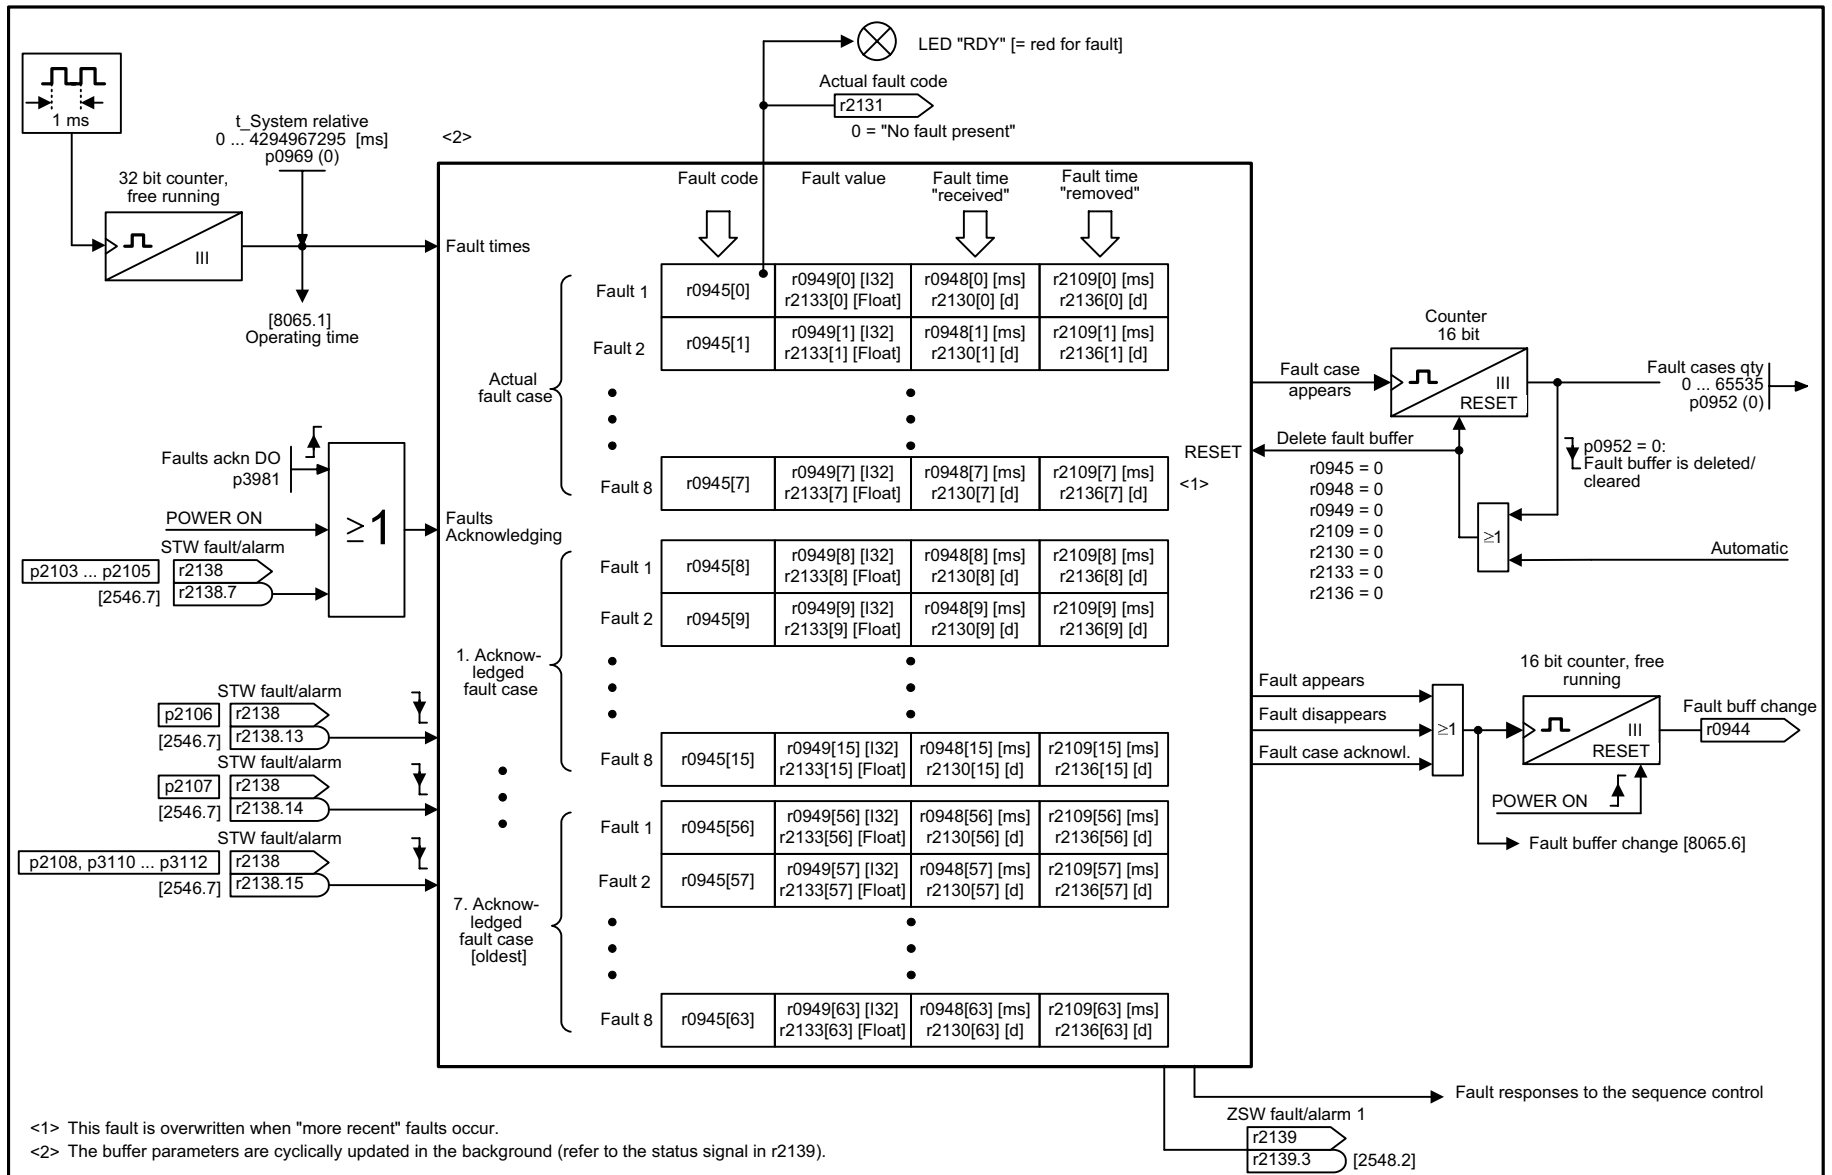 LED "RDY" [= red for fault]
Actual fault code
r2131
0 = "No fault present"
1 ms
t_System relative
0 ... 4294967295 [ms]
p0969 (0)
<2>
32 bit counter,
free running
III
[8065.1]
Operating time
Fault times
Fault code
Fault value
Fault time
"received"
Fault time
"removed"
Actual
fault case
Fault 1
r0945[0]
r0949[0] [I32]
r2133[0] [Float]
r0948[0] [ms]
r2130[0] [d]
r2109[0] [ms]
r2136[0] [d]
Fault 2
r0945[1]
r0949[1] [I32]
r2133[1] [Float]
r0948[1] [ms]
r2130[1] [d]
r2109[1] [ms]
r2136[1] [d]
Fault 8
r0945[7]
r0949[7] [I32]
r2133[7] [Float]
r0948[7] [ms]
r2130[7] [d]
r2109[7] [ms]
r2136[7] [d]
RESET
<1>
Faults ackn DO
p3981
POWER ON
STW fault/alarm
p2103 ... p2105
r2138
[2546.7]
r2138.7
≥1
Faults
Acknowledging
1. Acknow-
ledged
fault case
Fault 1
r0945[8]
r0949[8] [I32]
r2133[8] [Float]
r0948[8] [ms]
r2130[8] [d]
r2109[8] [ms]
r2136[8] [d]
Fault 2
r0945[9]
r0949[9] [I32]
r2133[9] [Float]
r0948[9] [ms]
r2130[9] [d]
r2109[9] [ms]
r2136[9] [d]
Fault 8
r0945[15]
r0949[15] [I32]
r2133[15] [Float]
r0948[15] [ms]
r2130[15] [d]
r2109[15] [ms]
r2136[15] [d]
STW fault/alarm
p2106
r2138
[2546.7]
r2138.13
STW fault/alarm
p2107
r2138
[2546.7]
r2138.14
STW fault/alarm
p2108, p3110 ... p3112
r2138
[2546.7]
r2138.15
7. Acknow-
ledged
fault case
[oldest]
Fault 1
r0945[56]
r0949[56] [I32]
r2133[56] [Float]
r0948[56] [ms]
r2130[56] [d]
r2109[56] [ms]
r2136[56] [d]
Fault 2
r0945[57]
r0949[57] [I32]
r2133[57] [Float]
r0948[57] [ms]
r2130[57] [d]
r2109[57] [ms]
r2136[57] [d]
Fault 8
r0945[63]
r0949[63] [I32]
r2133[63] [Float]
r0948[63] [ms]
r2130[63] [d]
r2109[63] [ms]
r2136[63] [d]
Counter
16 bit
Fault case
appears
III
RESET
Fault cases qty
0 ... 65535
p0952 (0)
Delete fault buffer
r0945 = 0
r0948 = 0
r0949 = 0
r2109 = 0
r2130 = 0
r2133 = 0
r2136 = 0
p0952 = 0:
Fault buffer is deleted/
cleared
≥1
Automatic
Fault appears
Fault disappears
Fault case acknowl.
≥1
16 bit counter, free
running
III
RESET
Fault buff change
r0944
POWER ON
Fault buffer change [8065.6]
Fault responses to the sequence control
ZSW fault/alarm 1
r2139
r2139.3
[2548.2]
<1> This fault is overwritten when "more recent" faults occur.
<2> The buffer parameters are cyclically updated in the background (refer to the status signal in r2139).